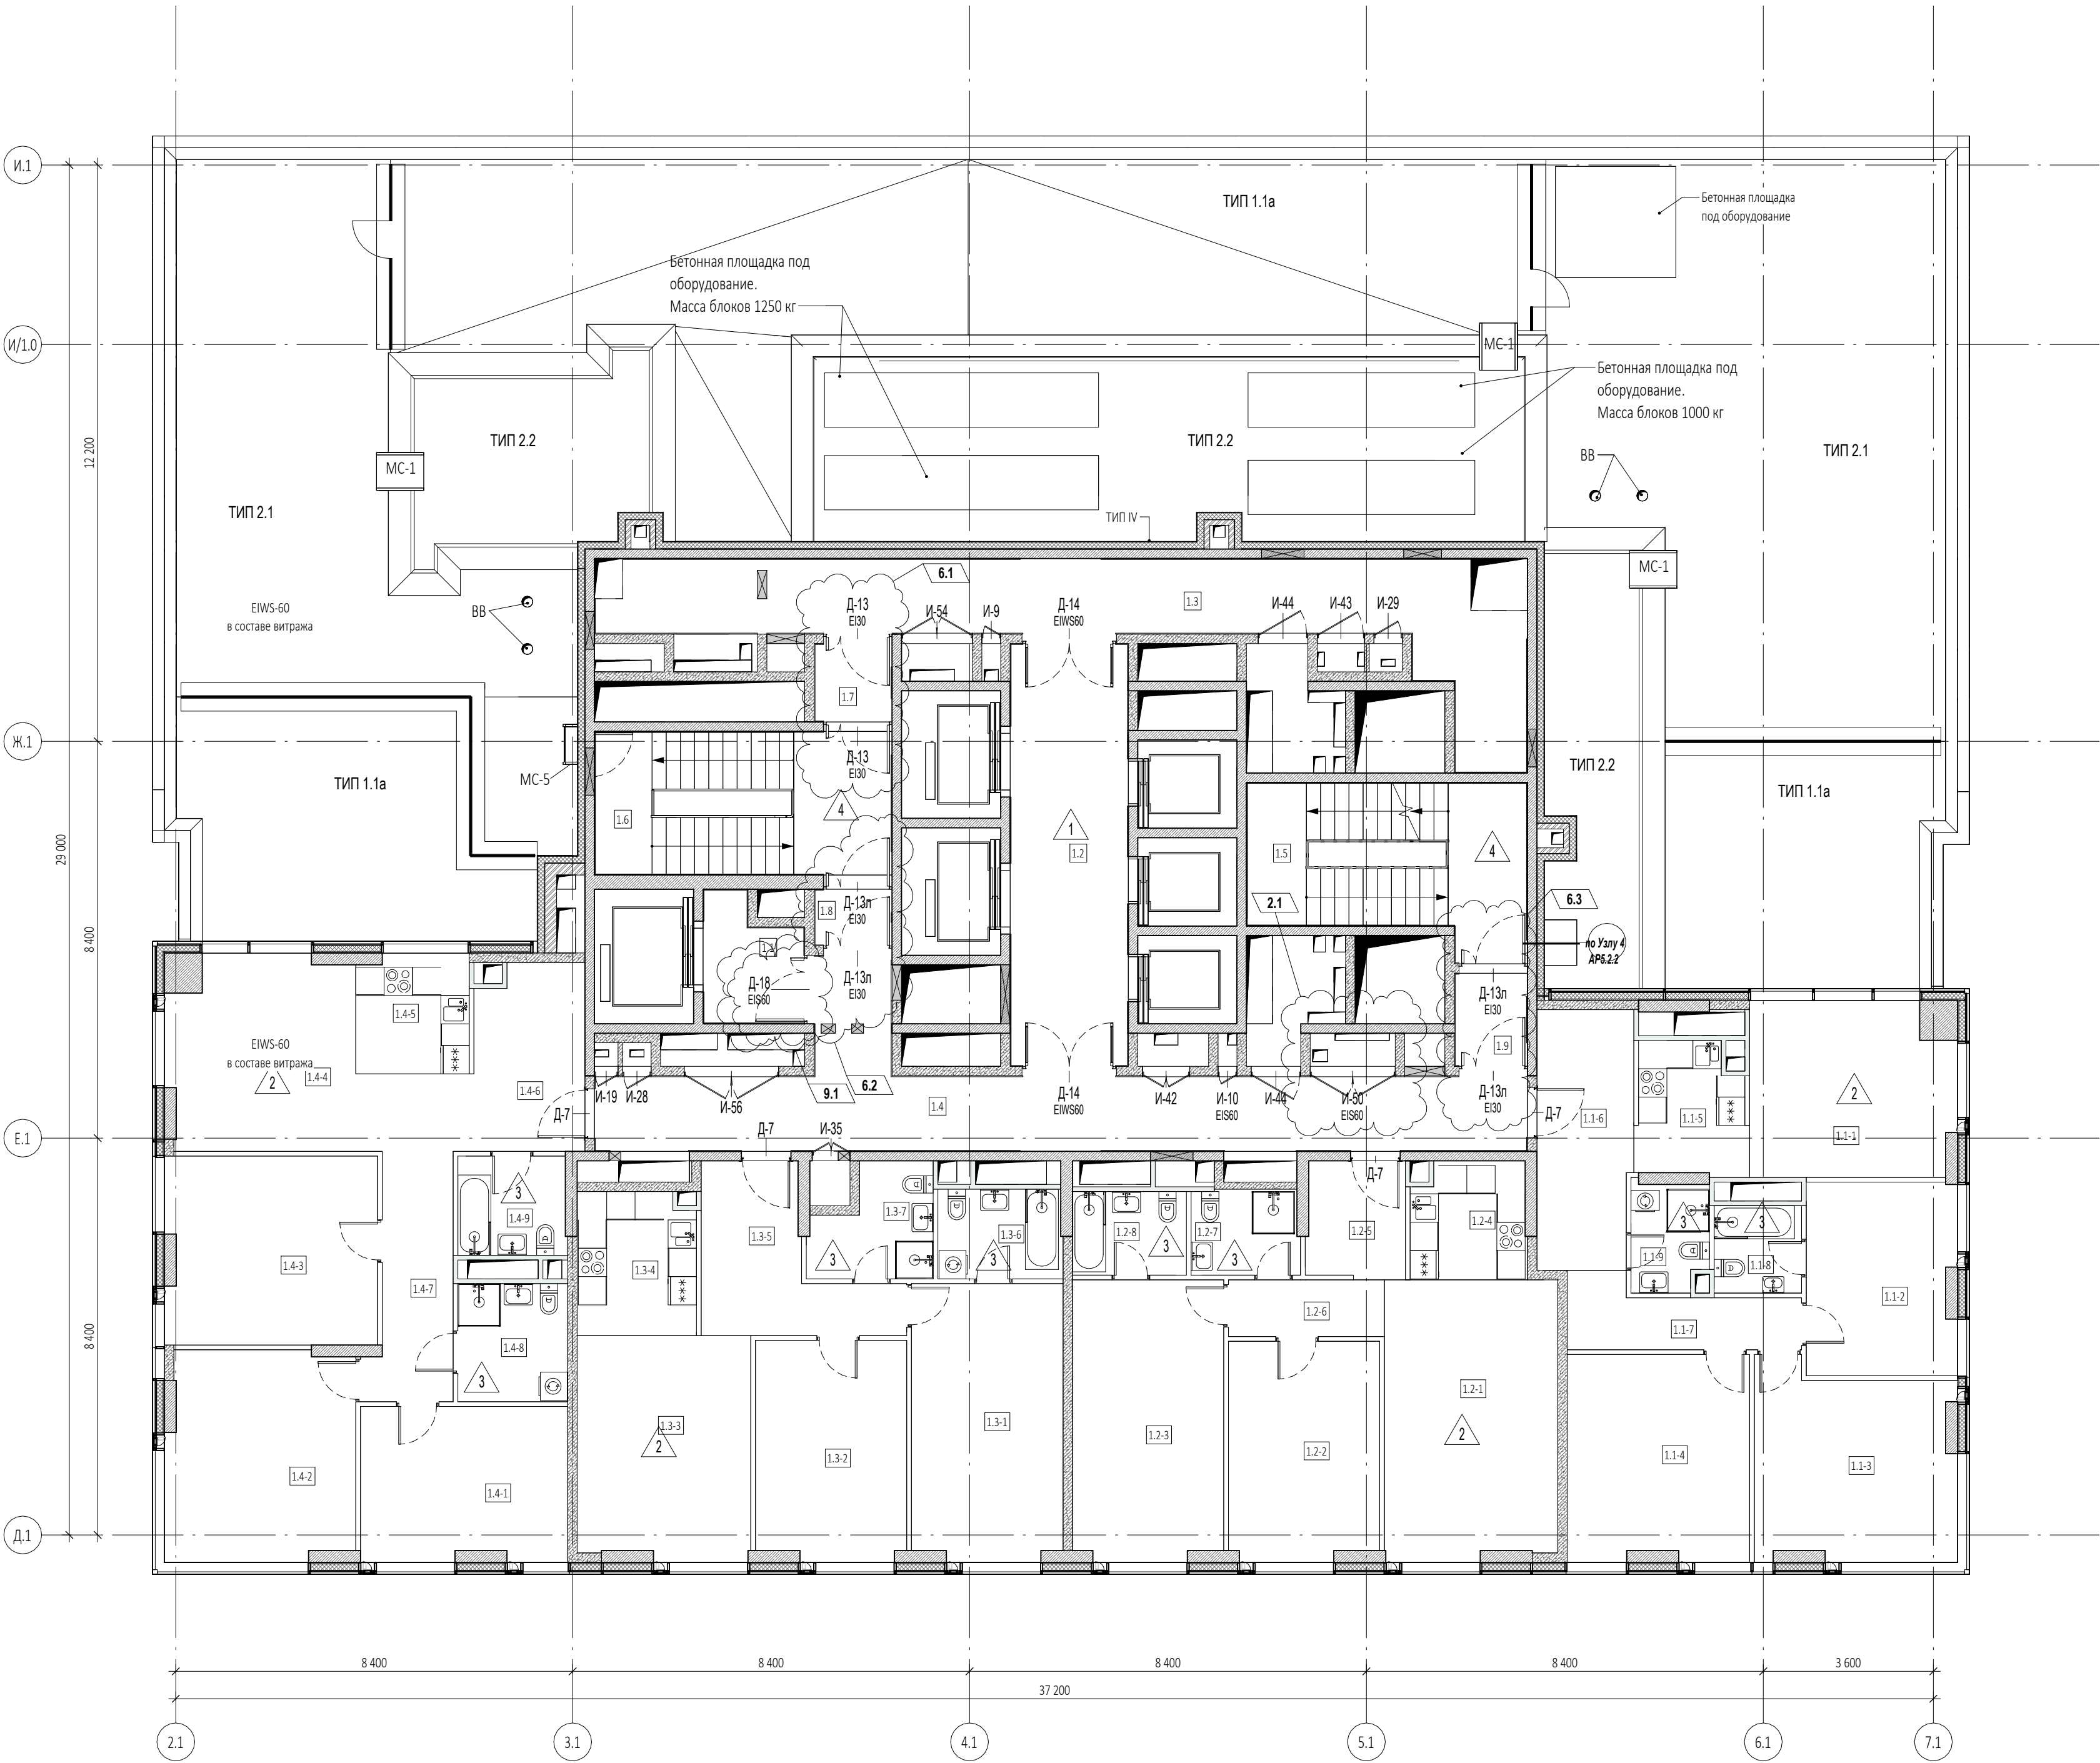 И.1
ТИП 1.1а
Бетонная площадка
под оборудование
Бетонная площадка под
оборудование.
Масса блоков 1250 кг
И/1.0
МС-1
Бетонная площадка под
оборудование.
Масса блоков 1000 кг
ТИП 2.2
ТИП 2.2
ТИП 2.1
12 200
МС-1
ВВ
ТИП 2.1
ТИП IV
МС-1
6.1
EIWS-60
в составе витража
ВВ
Д-13
EI30
И-54
И-9
Д-14
EIWS60
1.3
И-44
И-43
И-29
1.7
Ж.1
Д-13
EI30
МС-5
ТИП 1.1а
ТИП 2.2
ТИП 1.1а
1.6
4
1
1.2
1.5
4
29 000
2.1
6.3
1.8
Д-13л
EI30
8 400
по Узлу 4
АР5.2.2
Д-18
EIS60
Д-13л
EI30
Д-13л
EI30
1.4-5
EIWS-60
в составе витража
2
1.4-4
1.4-6
1.9
И-19
И-28
И-56
9.1
6.2
1.4
Д-14
EIWS60
И-42
И-10
EIS60
И-44
И-50
EIS60
Д-13л
EI30
Д-7
Д-7
1.1-6
1.1-5
2
1.1-1
Е.1
Д-7
И-35
Д-7
3
1.4-9
1.3-5
1.3-7
1.3-6
1.2-8
1.2-7
1.2-5
1.2-4
3
3
3
3
3
3
1.4-3
1.3-4
1.1-9
1.1-8
1.4-7
1.2-6
1.1-2
8 400
1.4-8
3
1.1-7
1.3-3
2
1.3-2
1.3-1
1.2-3
1.2-2
1.2-1
2
1.1-4
1.1-3
1.4-2
1.4-1
Д.1
8 400
8 400
8 400
8 400
3 600
37 200
2.1
3.1
4.1
5.1
6.1
7.1